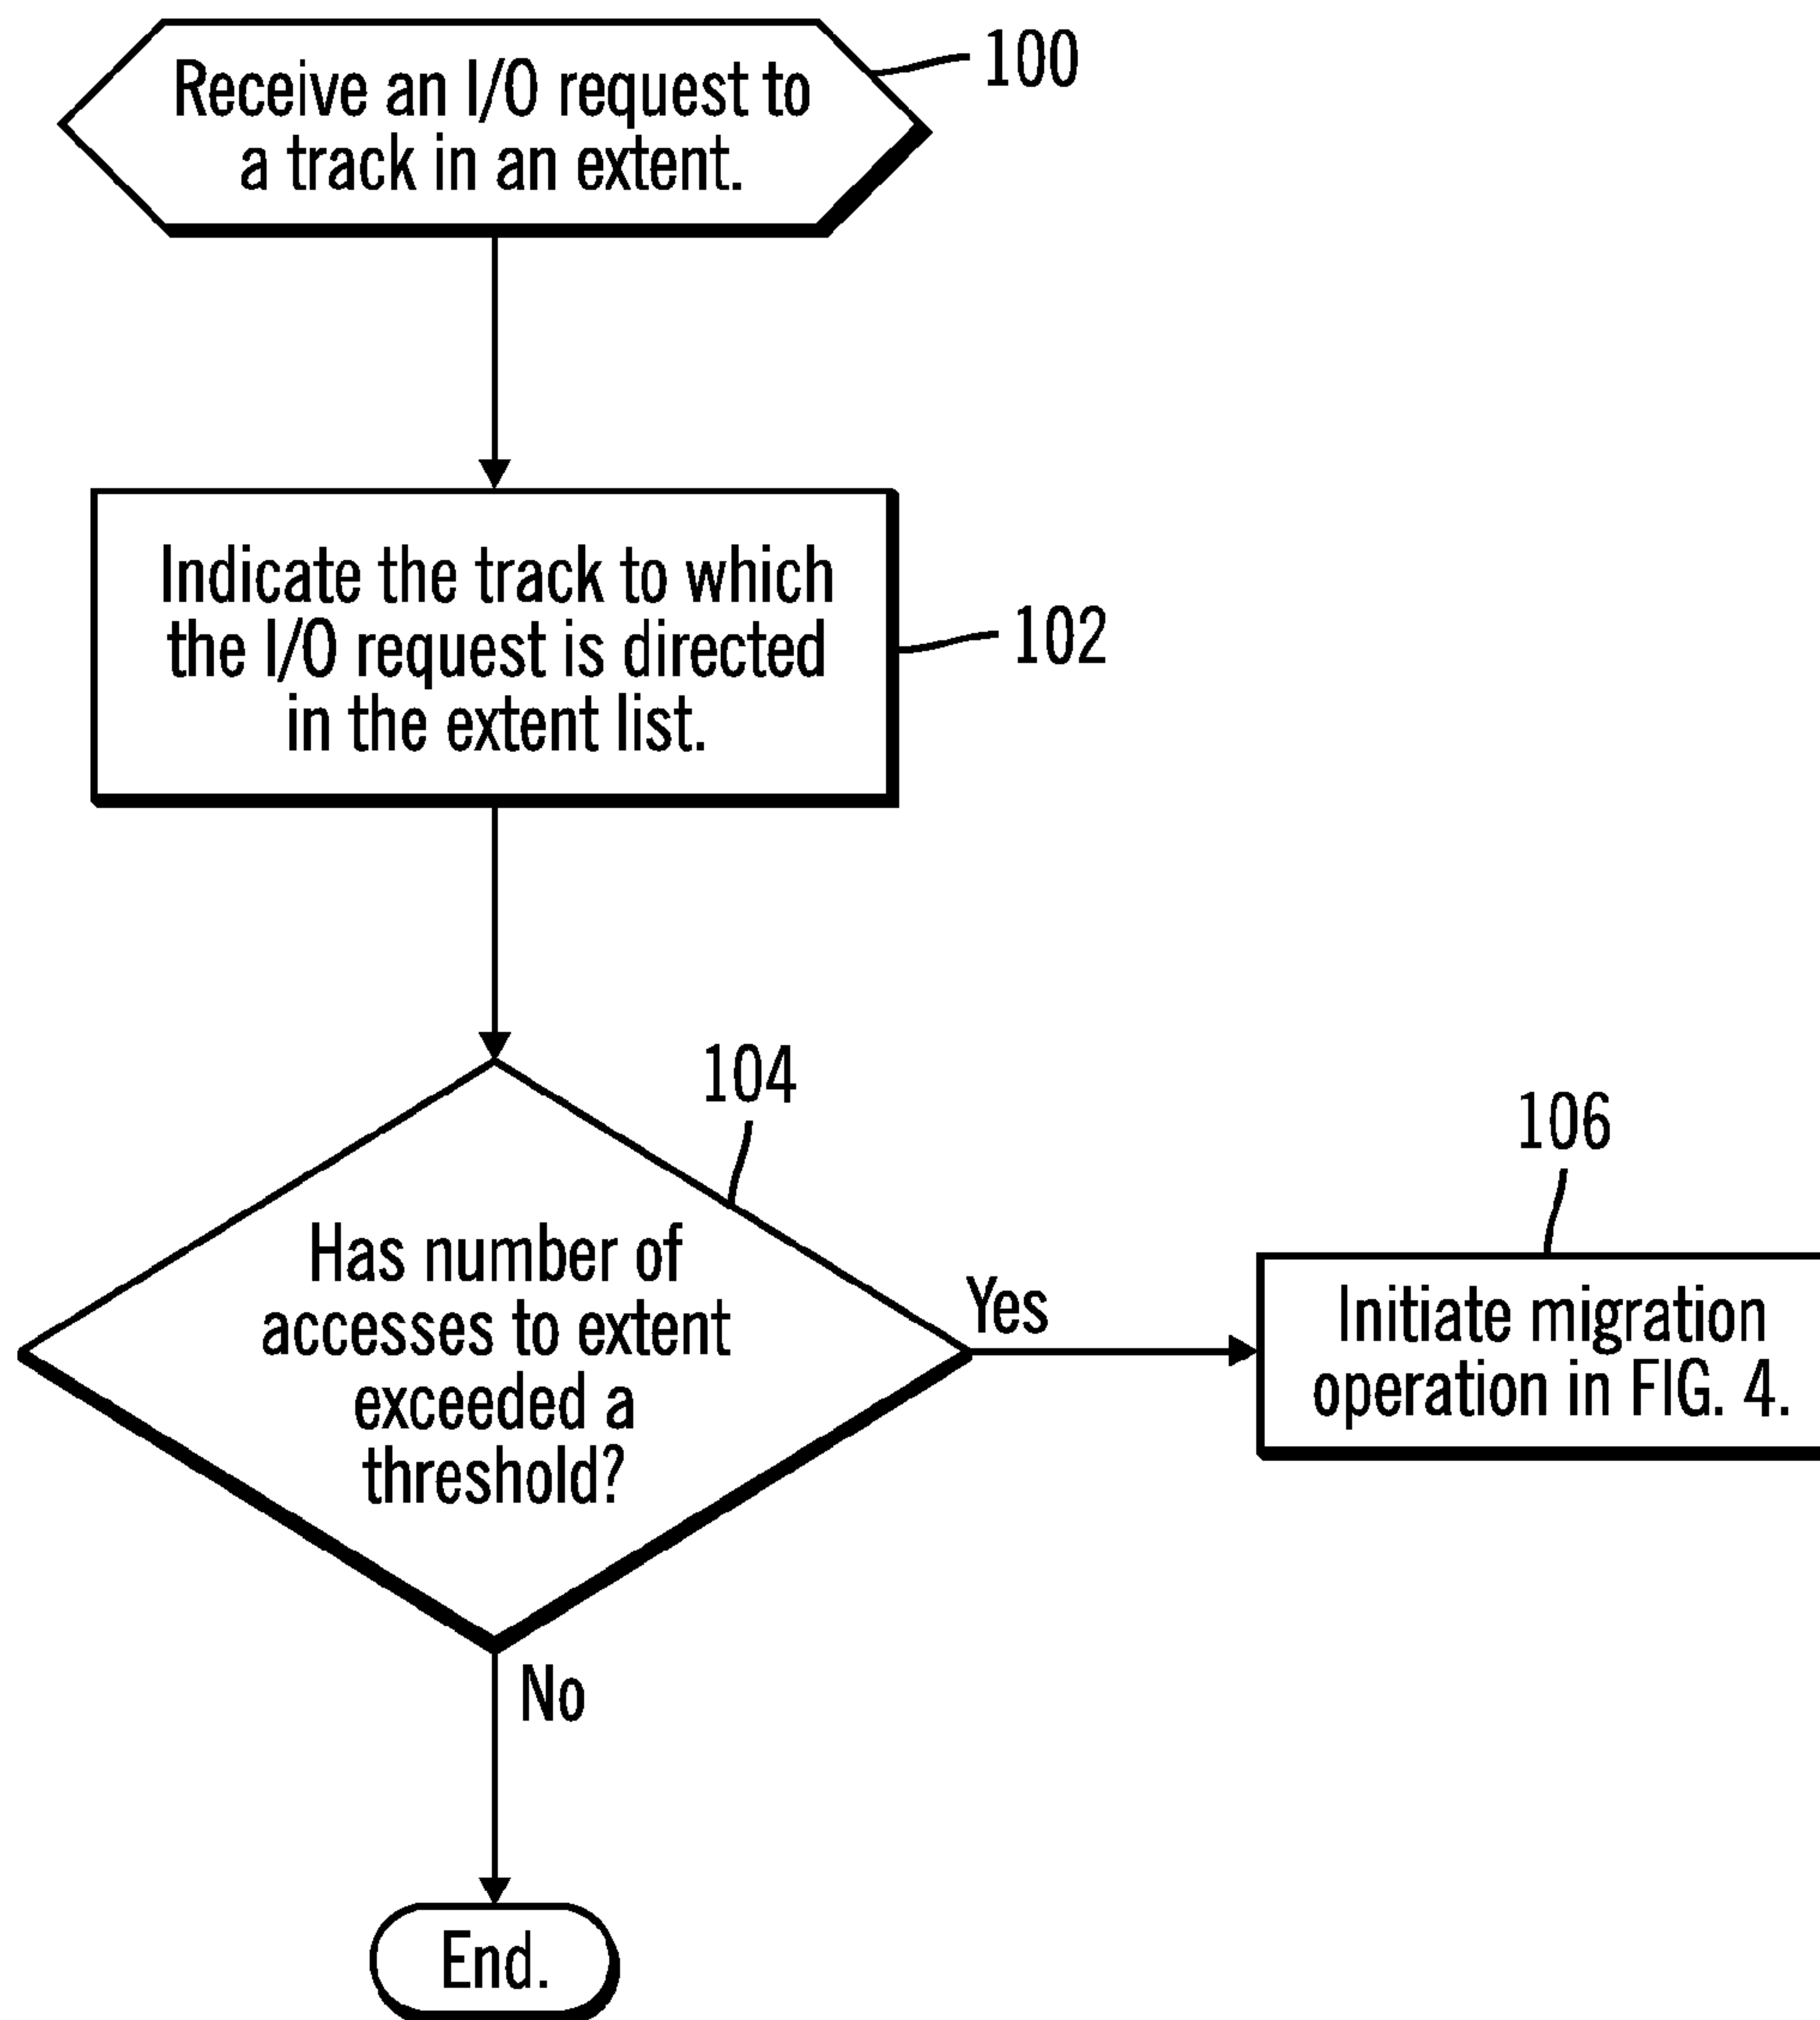 Receive an I/O request to
a track in an extent.
100
Indicate the track to which
the I/O request is directed
in the extent list.
102
104
Has number of
accesses to extent
exceeded a
threshold?
Yes
106
Initiate migration
operation in FIG. 4.
No
End.